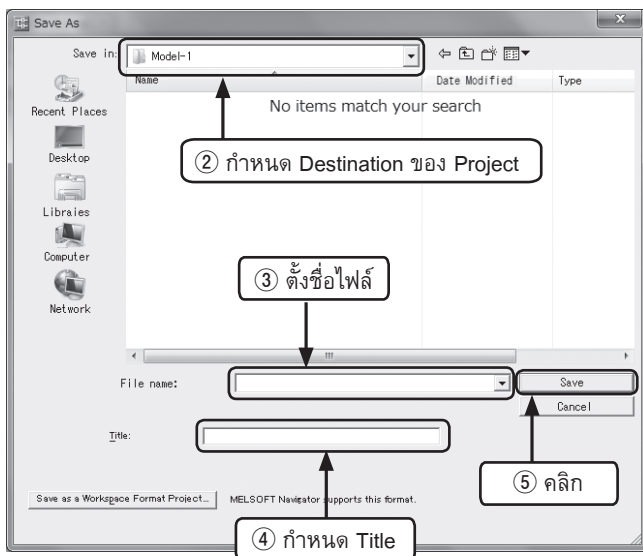 Save As
Save in:
Model-1
Name
Date Modified
Type
No items match your search
Recent Places
Desktop
Libraies
Computer
Network
② กำหนด Destination ของ Project
③ ตั้งชื่อไฟล์
File name:
Save
Cancel
Title:
⑤ คลิก
Save as a Workspace Format Project...
MELSOFT Navigator supports this format.
④ กำหนด Title